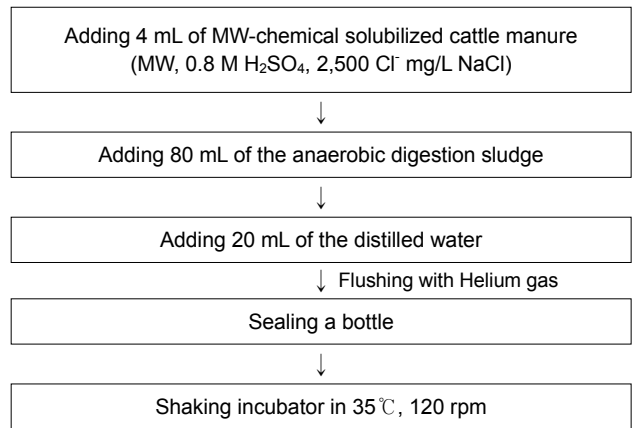 Adding 4 mL of MW-chemical solubilized cattle manure
(MW, 0.8 M H₂SO₄, 2,500 Cl⁻ mg/L NaCl)
↓
Adding 80 mL of the anaerobic digestion sludge
↓
Adding 20 mL of the distilled water
↓ Flushing with Helium gas
Sealing a bottle
↓
Shaking incubator in 35℃, 120 rpm